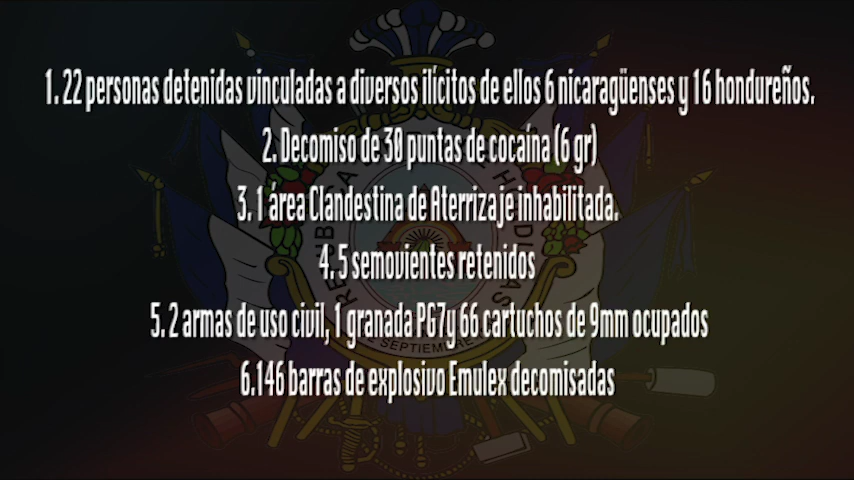 1. 22 personas detenidas vinculadas a diversos ilícitos de ellos 6 nicaragüenses y 16 hondureños.
2. Decomiso de 30 puntas de cocaína (6 gr)
3. 1 área Clandestina de Aterrizaje inhabilitada.
4. 5 semovientes retenidos
5. 2 armas de uso civil, 1 granada PG7y 66 cartuchos de 9mm ocupados
6.146 barras de explosivo Emulex decomisadas
SEPTIEMBRE